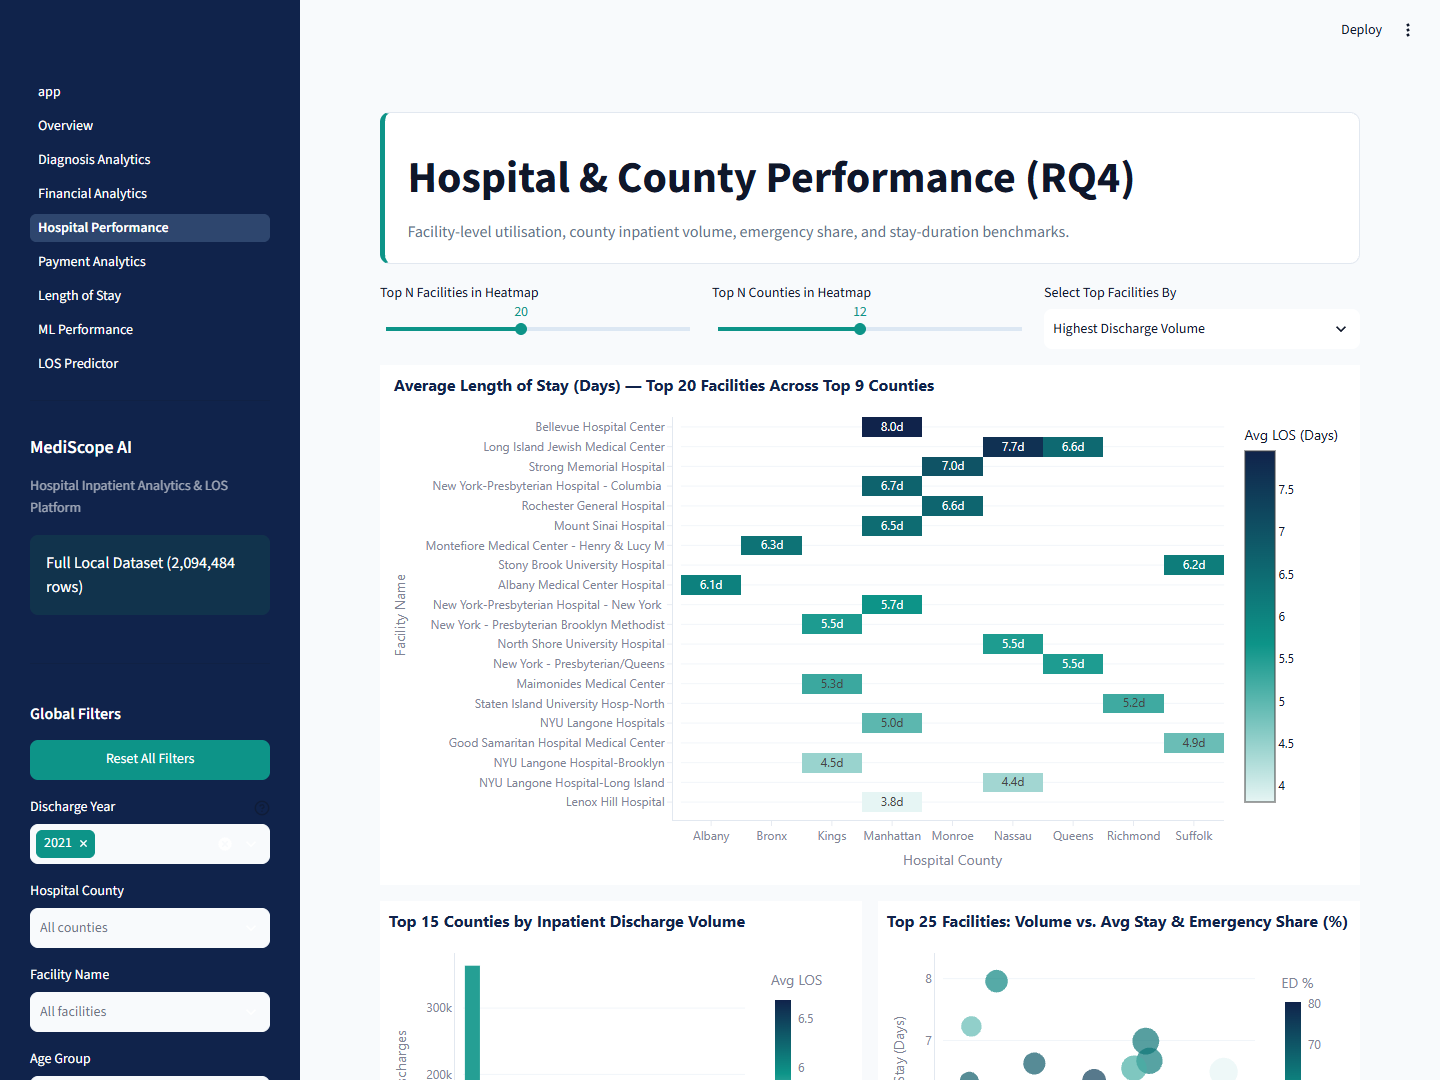 Deploy
app
Overview
Diagnosis Analytics
Financial Analytics
Hospital Performance
Payment Analytics
Length of Stay
ML Performance
LOS Predictor
MediScope AI
Hospital Inpatient Analytics & LOS
Platform
Full Local Dataset (2,094,484
rows)
Global Filters
Reset All Filters
Discharge Year
2021 ×
Hospital County
All counties
Facility Name
All facilities
Age Group
Hospital & County Performance (RQ4)
Facility-level utilisation, county inpatient volume, emergency share, and stay-duration benchmarks.
Top N Facilities in Heatmap
20
Top N Counties in Heatmap
12
Select Top Facilities By
Highest Discharge Volume
Average Length of Stay (Days) — Top 20 Facilities Across Top 9 Counties
Facility Name
Bellevue Hospital Center 8.0d
Long Island Jewish Medical Center 7.7d 6.6d
Strong Memorial Hospital 7.0d
New York-Presbyterian Hospital - Columbia 6.7d
Rochester General Hospital 6.6d
Mount Sinai Hospital 6.5d
Montefiore Medical Center - Henry & Lucy M 6.3d
Stony Brook University Hospital 6.2d
Albany Medical Center Hospital 6.1d
New York-Presbyterian Hospital - New York 5.7d
New York - Presbyterian Brooklyn Methodist 5.5d
North Shore University Hospital 5.5d
New York - Presbyterian/Queens 5.5d
Maimonides Medical Center 5.3d
Staten Island University Hosp-North 5.2d
NYU Langone Hospitals 5.0d
Good Samaritan Hospital Medical Center 4.9d
NYU Langone Hospital-Brooklyn 4.5d
NYU Langone Hospital-Long Island 4.4d
Lenox Hill Hospital 3.8d
Albany Bronx Kings Manhattan Monroe Nassau Queens Richmond Suffolk
Hospital County
Avg LOS (Days)
7.5
7
6.5
6
5.5
5
4.5
4
Top 15 Counties by Inpatient Discharge Volume
300k
200k
scharges
Avg LOS
6.5
6
Top 25 Facilities: Volume vs. Avg Stay & Emergency Share (%)
8
7
Stay (Days)
ED %
80
70